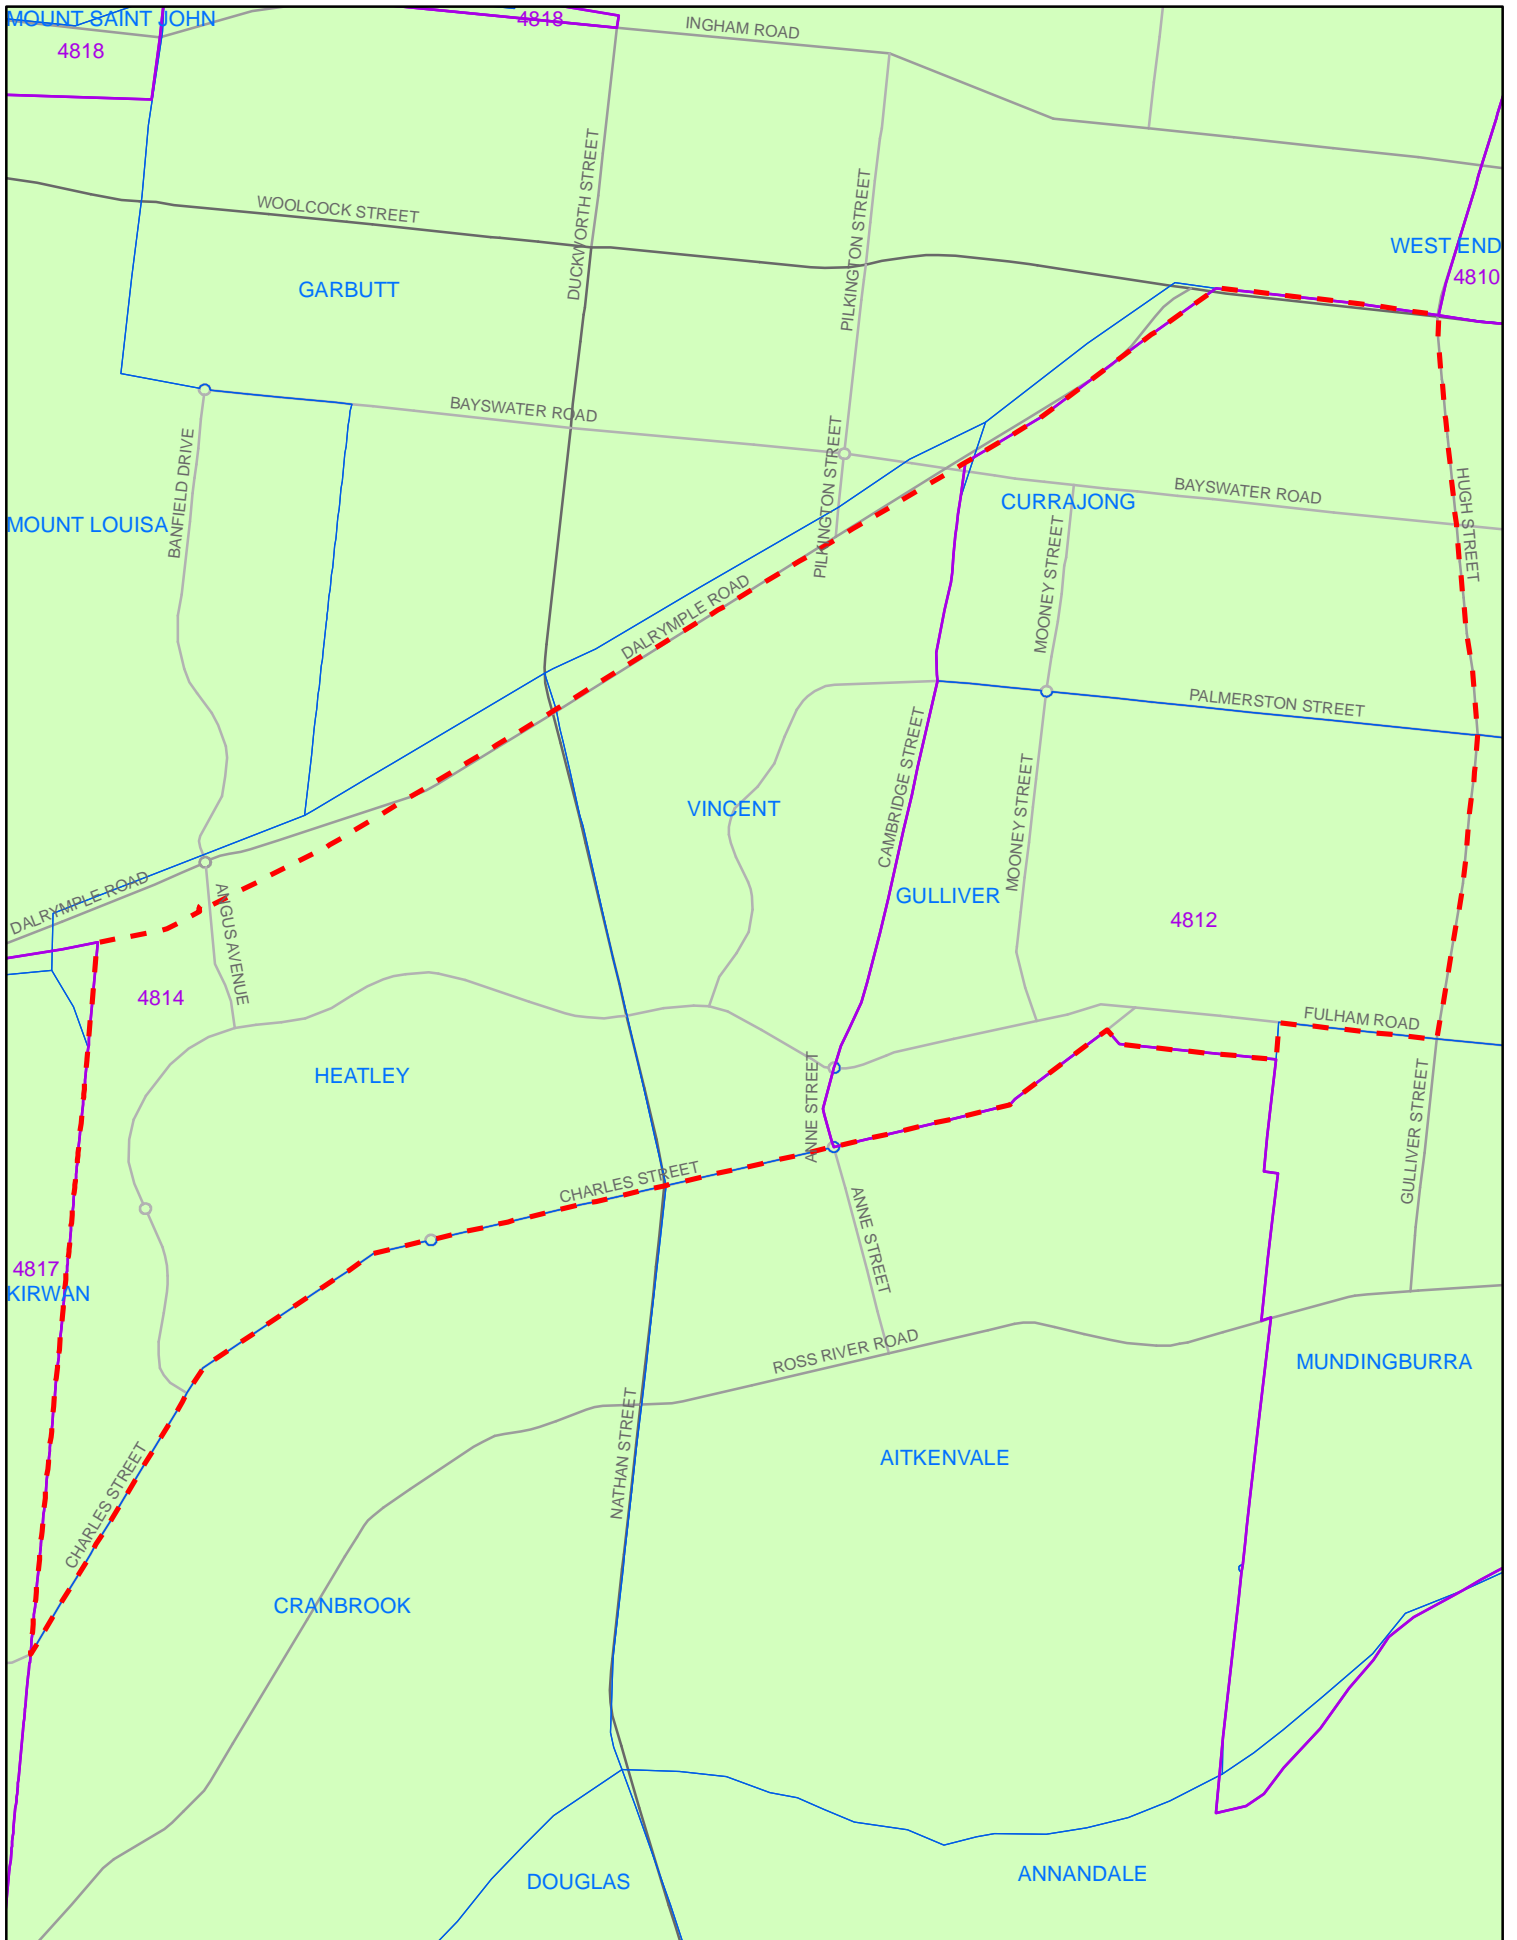 MOUNT SAINT JOHN
4818
INGHAM ROAD
4818
DUCKWORTH STREET
PILKINGTON STREET
WOOLCOCK STREET
WEST END
4810
GARBUTT
BAYSWATER ROAD
BANFIELD DRIVE
PILKINGTON STREET
HUGH STREET
BAYSWATER ROAD
CURRAJONG
MOUNT LOUISA
MOONEY STREET
DALRYMPLE ROAD
PALMERSTON STREET
CAMBRIDGE STREET
MOONEY STREET
VINCENT
GULLIVER
DALRYMPLE ROAD
ANGUS AVENUE
4812
4814
FULHAM ROAD
HEATLEY
ANNE STREET
GULLIVER STREET
CHARLES STREET
ANNE STREET
4817
KIRWAN
ROSS RIVER ROAD
MUNDINGBURRA
NATHAN STREET
AITKENVALE
CHARLES STREET
CRANBROOK
ANNANDALE
DOUGLAS